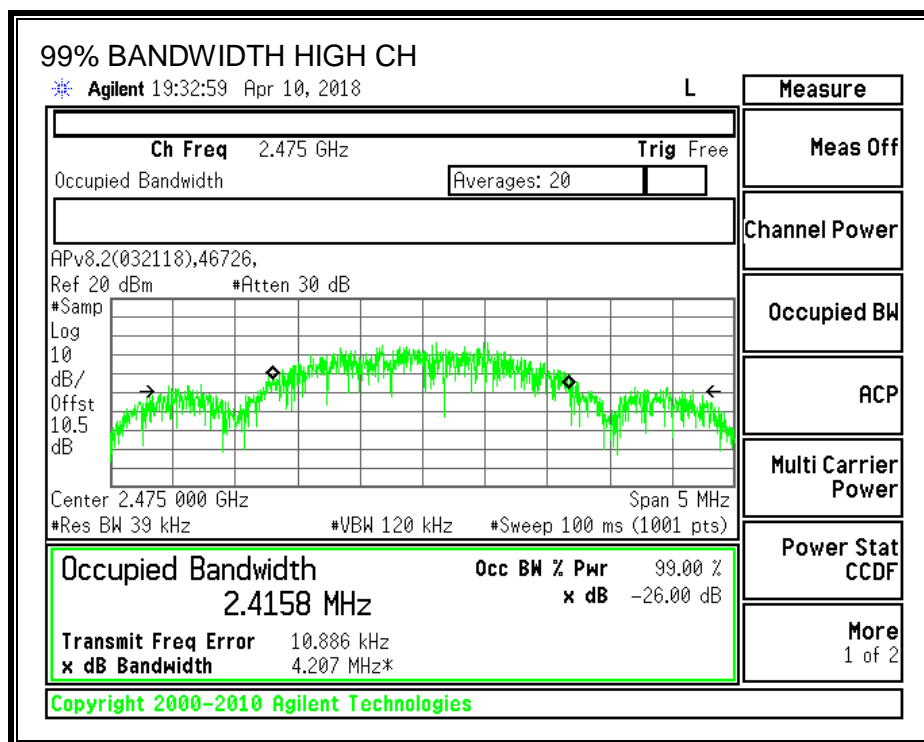 99% BANDWIDTH HIGH CH
Agilent 19:32:59 Apr 10, 2018 L
Measure
Ch Freq 2.475 GHz Trig Free
Meas Off
Occupied Bandwidth Averages: 20
Channel Power
APv8.2(032118),46726,
Ref 20 dBm #Atten 30 dB
#Samp
Log
10
dB/
Offst
10.5
dB
Occupied BW
ACP
Multi Carrier
Power
Center 2.475 000 GHz Span 5 MHz
#Res BW 39 kHz #VBW 120 kHz #Sweep 100 ms (1001 pts)
Power Stat
CCDF
Occupied Bandwidth Occ BW % Pwr 99.00 %
2.4158 MHz x dB -26.00 dB
Transmit Freq Error 10.886 kHz
x dB Bandwidth 4.207 MHz*
More
1 of 2
Copyright 2000-2010 Agilent Technologies